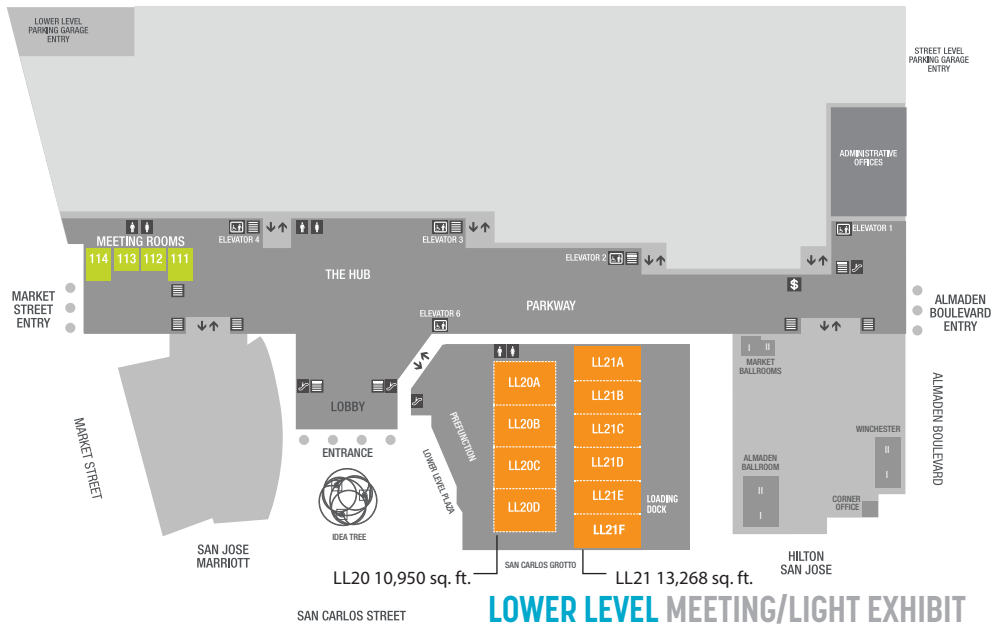 LOWER LEVEL
PARKING GARAGE
ENTRY
STREET LEVEL
PARKING GARAGE
ENTRY
ADMINISTRATIVE
OFFICES
MEETING ROOMS
114
113
112
111
ELEVATOR 4
ELEVATOR 3
ELEVATOR 2
ELEVATOR 1
$
THE HUB
PARKWAY
MARKET
STREET
ENTRY
ALMADEN
BOULEVARD
ENTRY
ELEVATOR 6
LOBBY
ENTRANCE
IDEA TREE
PREFUNCTION
LOWER LEVEL PLAZA
LL20A
LL20B
LL20C
LL20D
LL21A
LL21B
LL21C
LL21D
LL21E
LL21F
LOADING
DOCK
I II
MARKET
BALLROOMS
ALMADEN
BALLROOM
II
I
WINCHESTER
II
I
CORNER
OFFICE
MARKET STREET
ALMADEN BOULEVARD
SAN JOSE
MARRIOTT
HILTON
SAN JOSE
SAN CARLOS GROTTO
LL20 10,950 sq. ft.
LL21 13,268 sq. ft.
SAN CARLOS STREET
LOWER LEVEL MEETING/LIGHT EXHIBIT